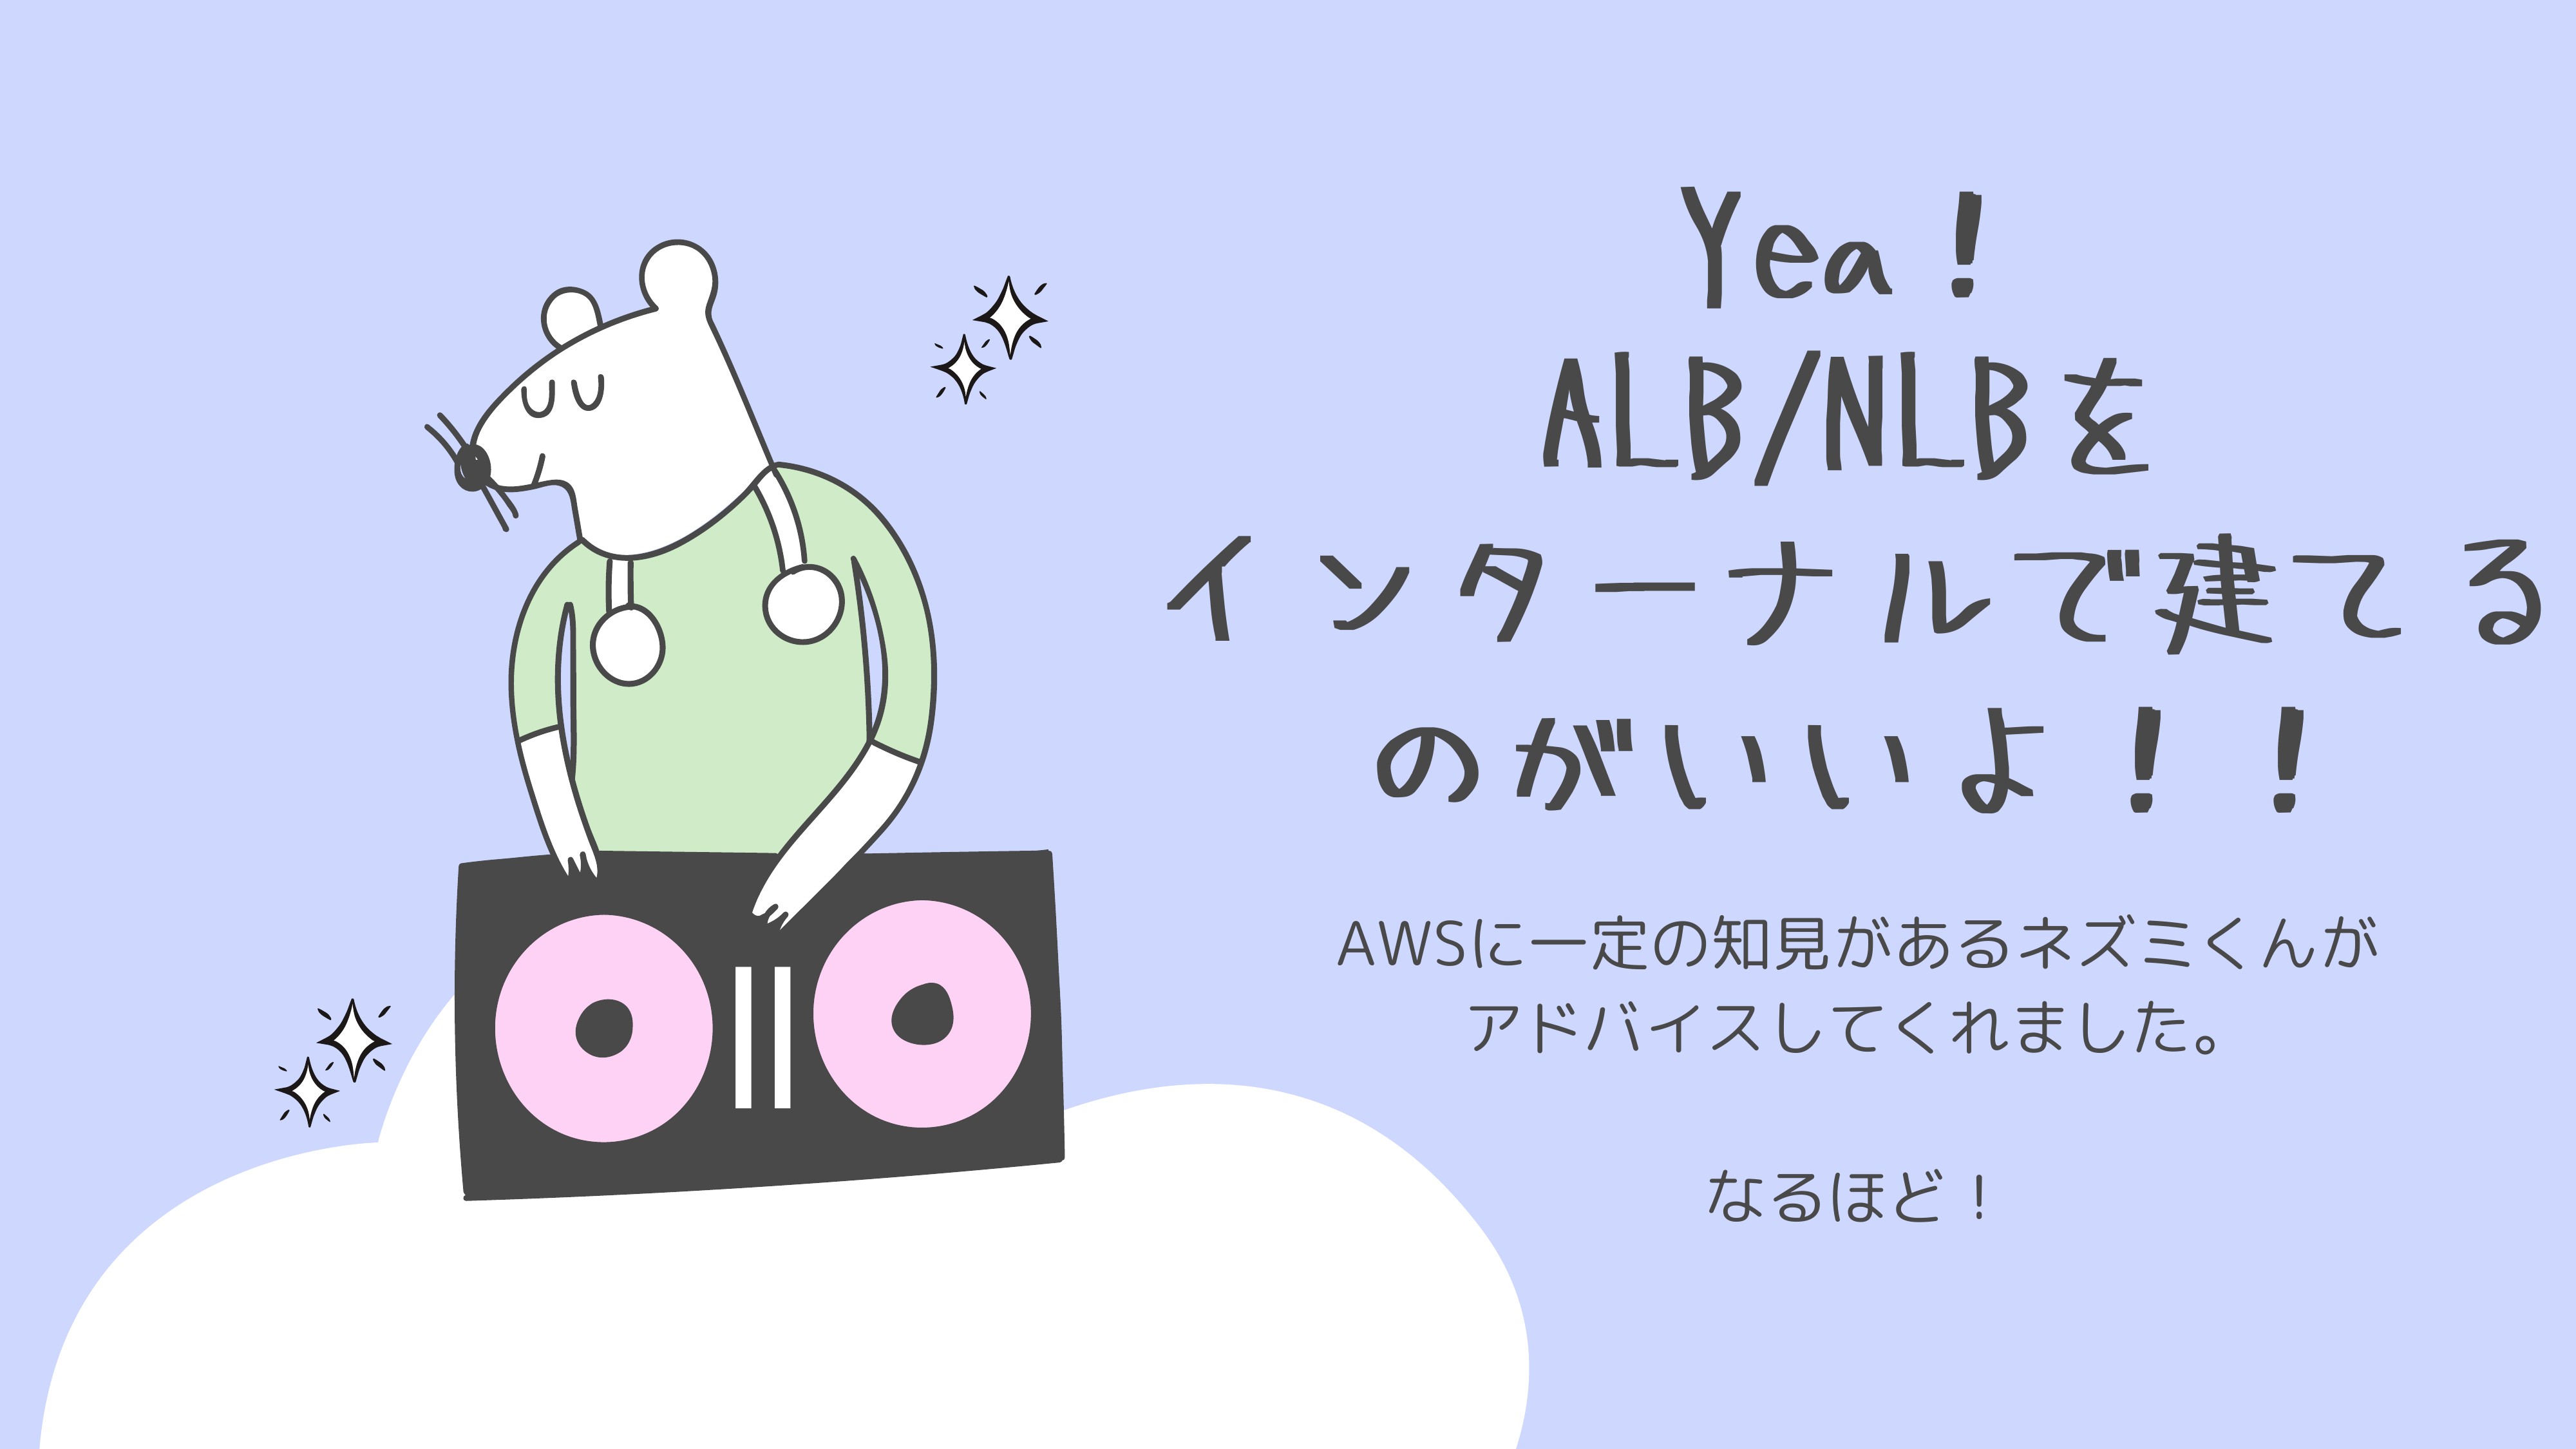 Yea！
ALB/NLBを
インターナルで建てる
のがいいよ！！
AWSに一定の知見があるネズミくんが
アドバイスしてくれました。
なるほど！